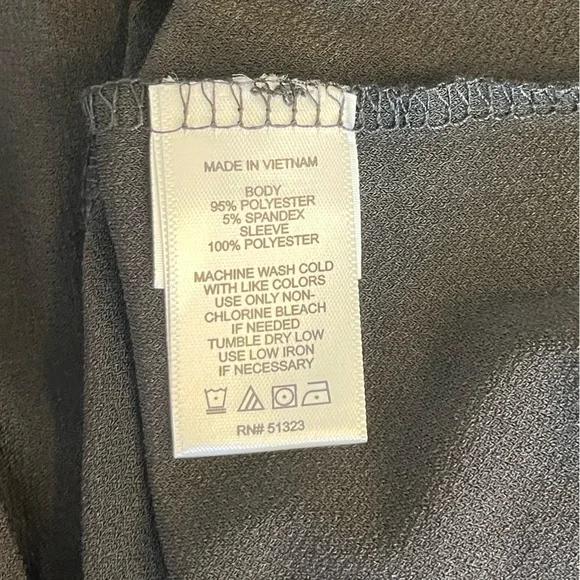 MADE IN VIETNAM
BODY
95% POLYESTER
5% SPANDEX
SLEEVE
100% POLYESTER
MACHINE WASH COLD
WITH LIKE COLORS
USE ONLY NON-
CHLORINE BLEACH
IF NEEDED
TUMBLE DRY LOW
USE LOW IRON
IF NECESSARY
RN# 51323